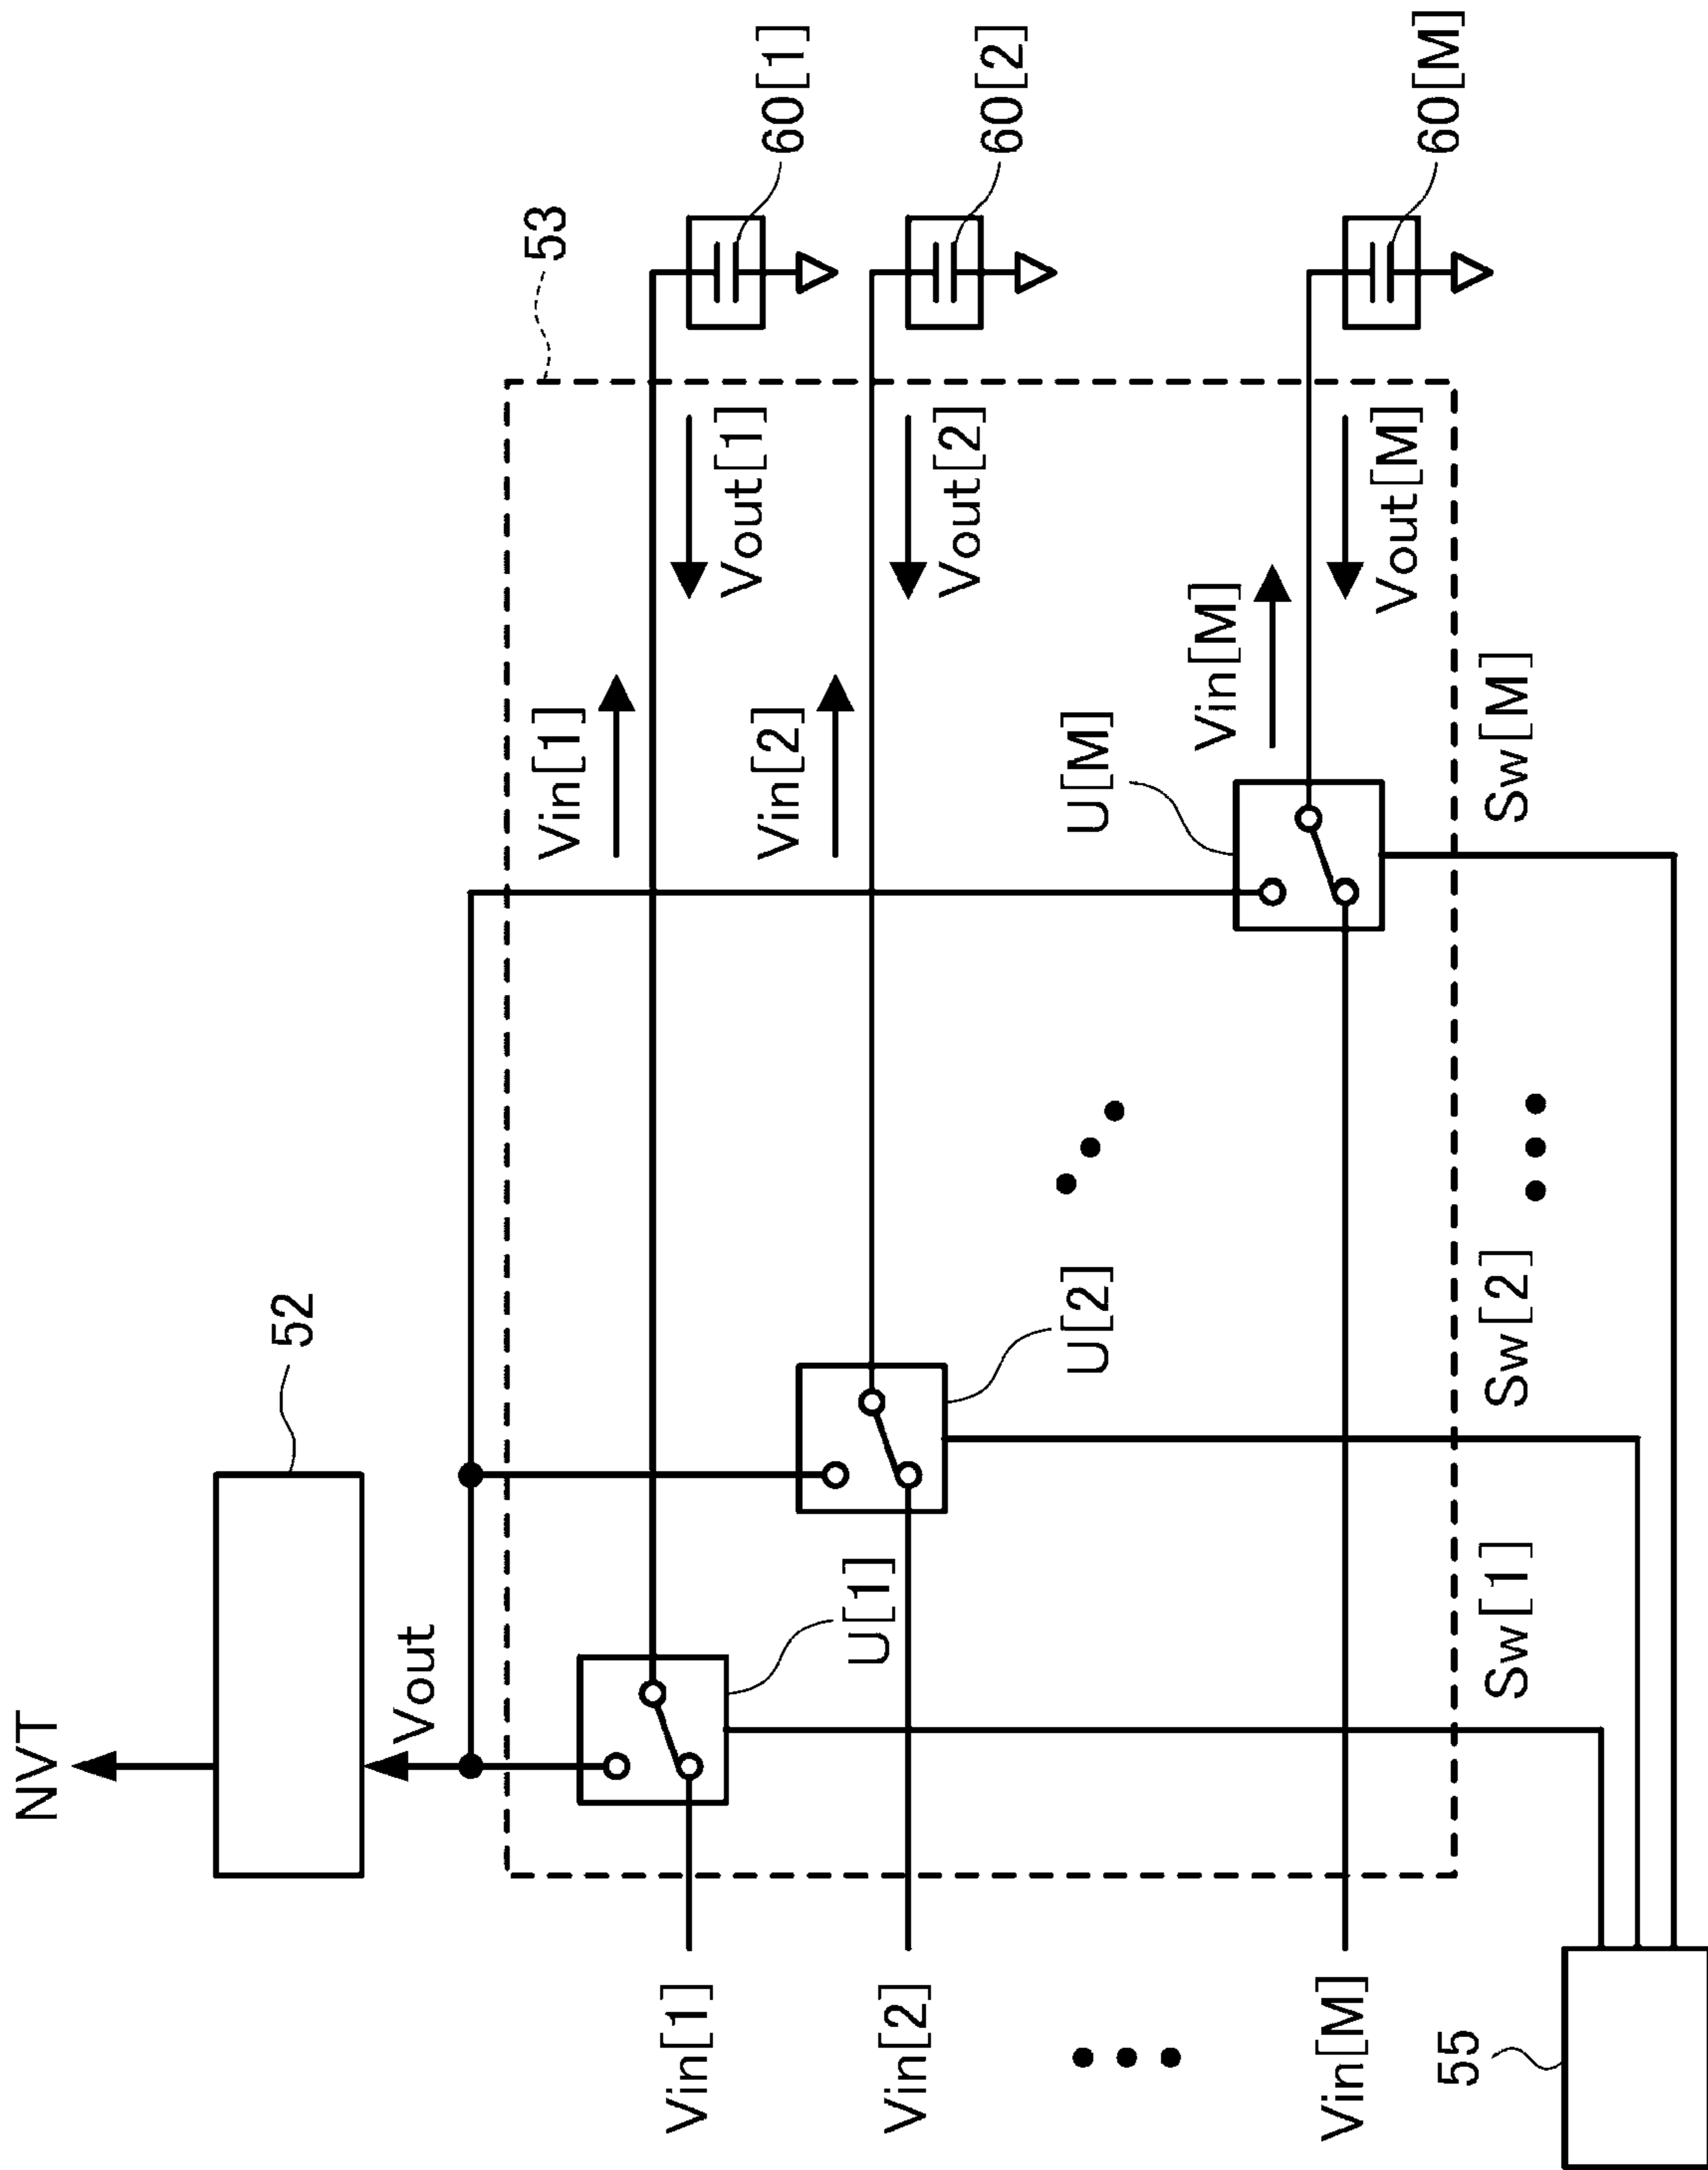 NVT
52
Vout
53
Vin[1]
Vout[1]
60[1]
Vin[1]
U[1]
Vin[2]
Vout[2]
60[2]
Vin[2]
U[2]
U[M]
Vin[M]
Vout[M]
60[M]
Vin[M]
Sw[1]
Sw[2]
Sw[M]
55